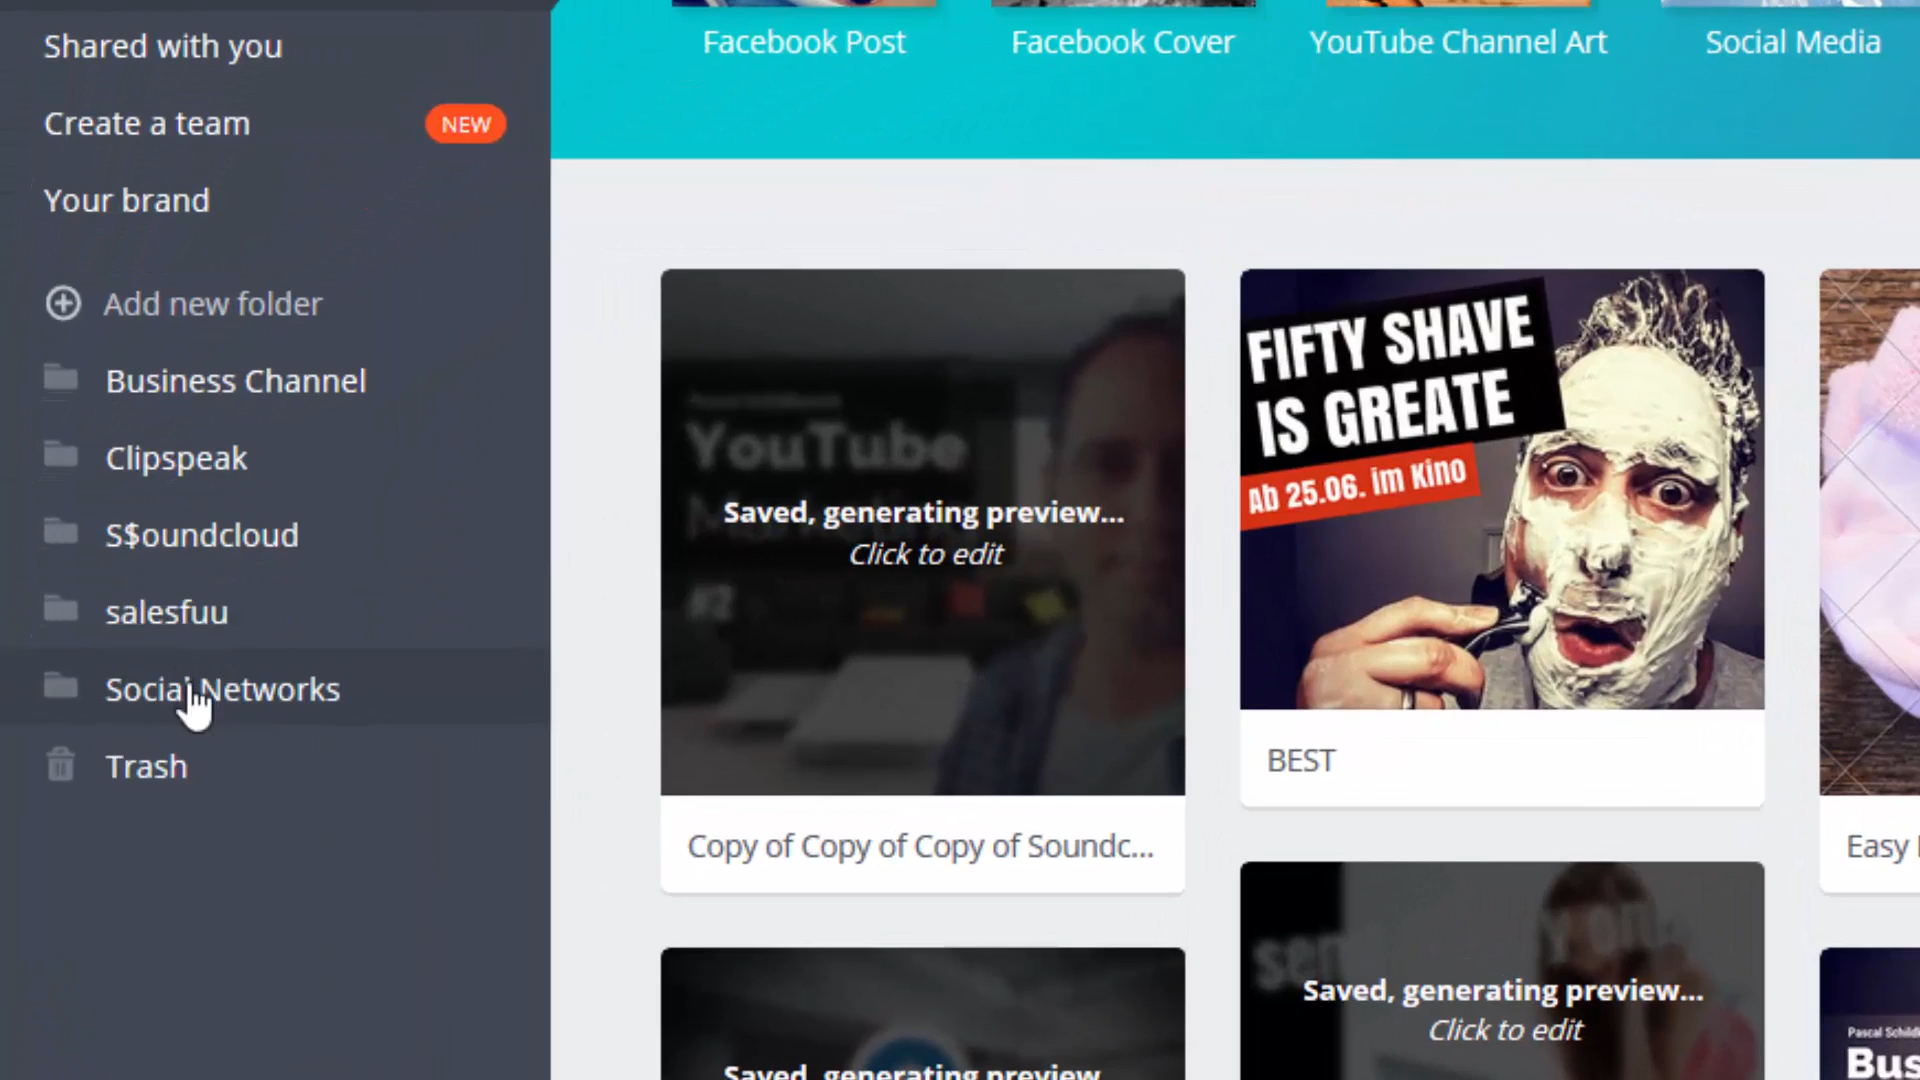 Shared with you
Create a team
NEW
Your brand
Add new folder
Business Channel
Clipspeak
S$oundcloud
salesfuu
Social Networks
Trash
Facebook Post
Facebook Cover
YouTube Channel Art
Social Media
YouTube
Marketing
#2
Saved, generating preview...
Click to edit
Copy of Copy of Copy of Soundc...
FIFTY SHAVE
IS GREATE
Ab 25.06. im Kino
BEST
Easy
Saved, generating preview...
Click to edit
Saved, generating preview...
Pascal
Bus